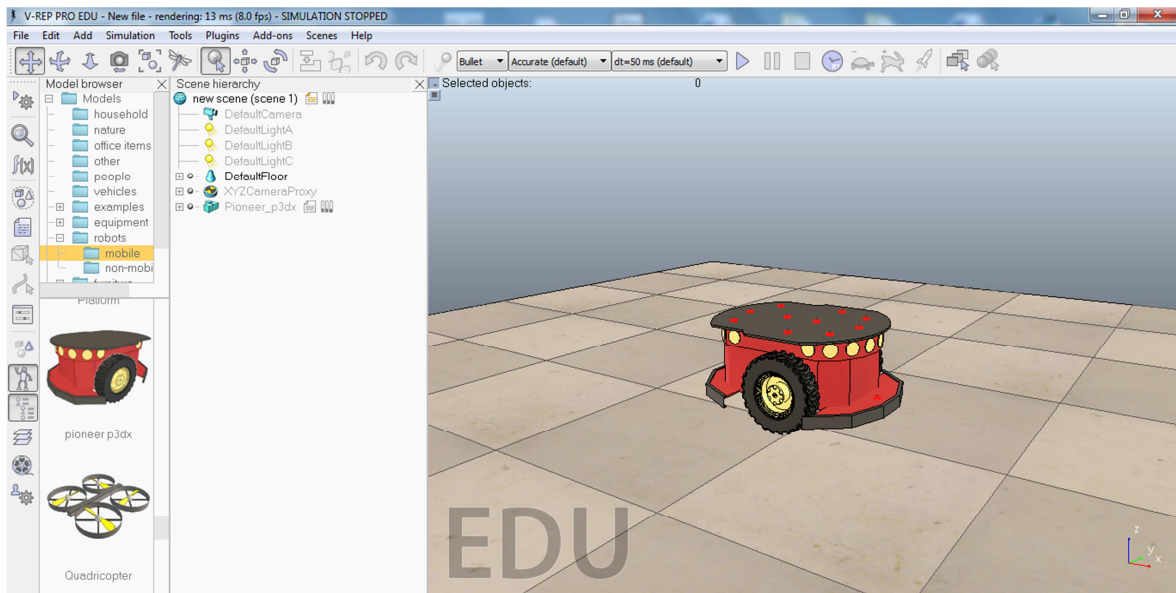 V-REP PRO EDU - New file - rendering: 13 ms (8.0 fps) - SIMULATION STOPPED
File Edit Add Simulation Tools Plugins Add-ons Scenes Help
Bullet Accurate (default) dt=50 ms (default)
Model browser
Models
household
nature
office items
other
people
vehicles
examples
equipment
robots
mobile
non-mobi
furniture
Platform
pioneer p3dx
Quadricopter
Scene hierarchy
new scene (scene 1)
DefaultCamera
DefaultLightA
DefaultLightB
DefaultLightC
DefaultFloor
XYZCameraProxy
Pioneer_p3dx
Selected objects: 0
f(x)
EDU
z
y
x